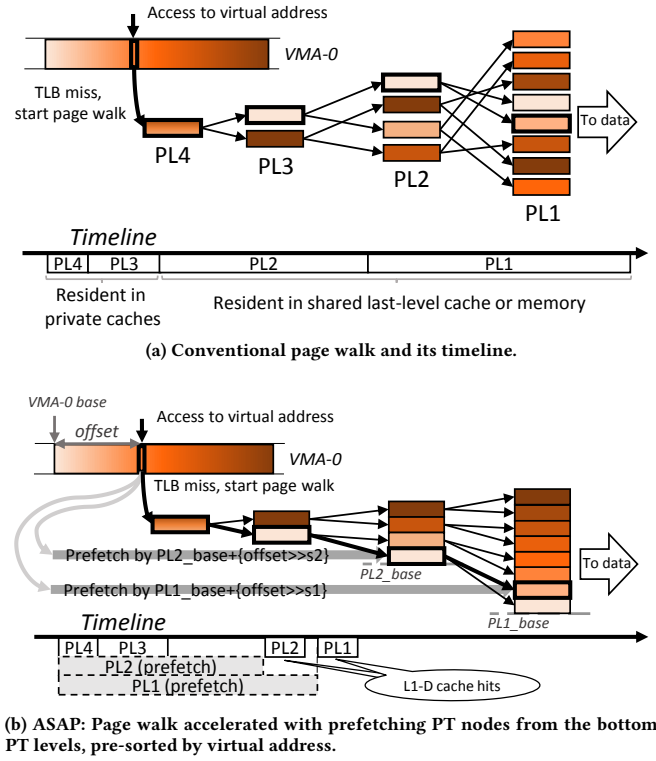 Access to virtual address
VMA-0
TLB miss,
start page walk
PL4
PL3
PL2
PL1
To data
Timeline
PL4 PL3 PL2 PL1
Resident in
private caches
Resident in shared last-level cache or memory
(a) Conventional page walk and its timeline.
VMA-0 base
offset
Access to virtual address
VMA-0
TLB miss, start page walk
Prefetch by PL2_base+{offset>>s2}
PL2_base
Prefetch by PL1_base+{offset>>s1}
PL1_base
To data
Timeline
PL4 PL3 PL2 PL1
PL2 (prefetch)
PL1 (prefetch)
L1-D cache hits
(b) ASAP: Page walk accelerated with prefetching PT nodes from the bottom
PT levels, pre-sorted by virtual address.